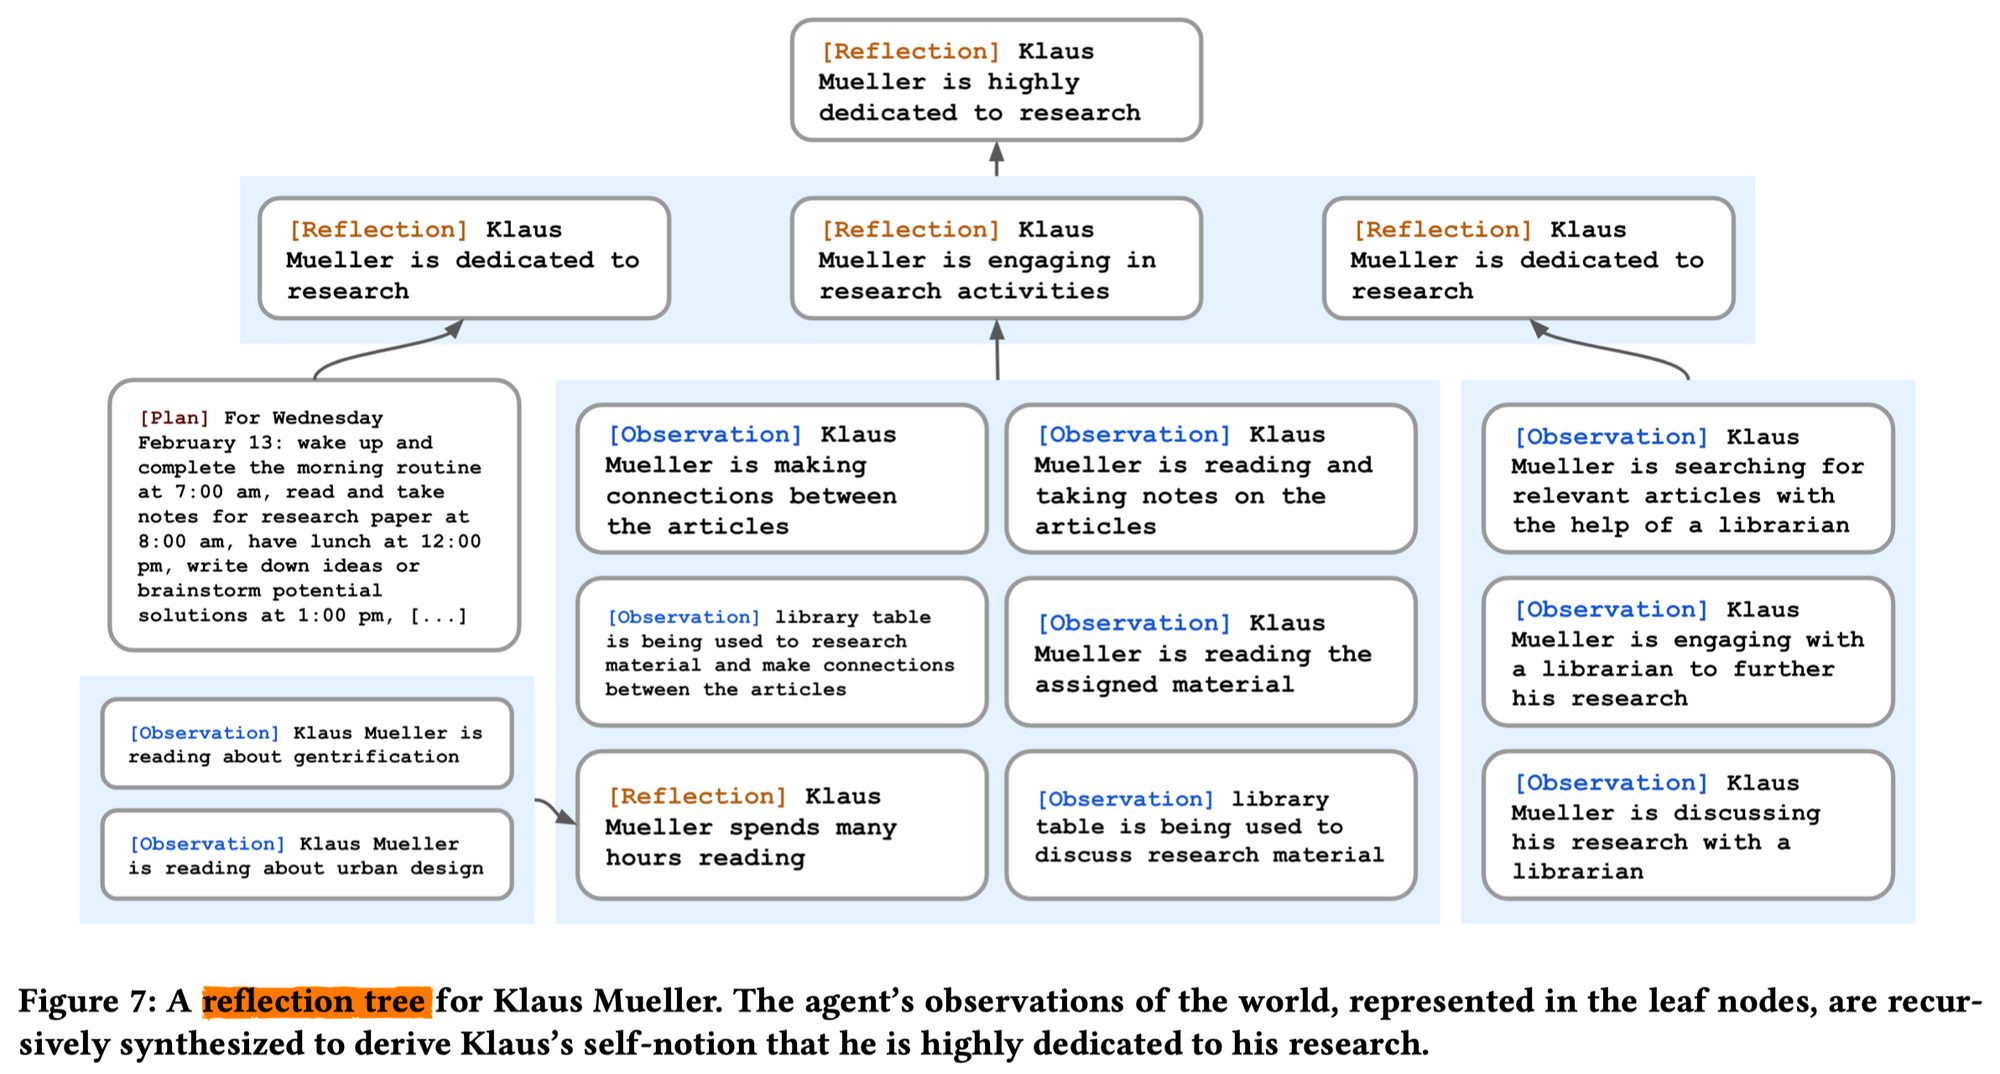 [Reflection] Klaus
Mueller is highly
dedicated to research
[Reflection] Klaus
Mueller is dedicated to
research
[Reflection] Klaus
Mueller is engaging in
research activities
[Reflection] Klaus
Mueller is dedicated to
research
[Plan] For Wednesday
February 13: wake up and
complete the morning routine
at 7:00 am, read and take
notes for research paper at
8:00 am, have lunch at 12:00
pm, write down ideas or
brainstorm potential
solutions at 1:00 pm, [...]
[Observation] Klaus Mueller is
reading about gentrification
[Observation] Klaus Mueller
is reading about urban design
[Observation] Klaus
Mueller is making
connections between
the articles
[Observation] Klaus
Mueller is reading and
taking notes on the
articles
[Observation] library table
is being used to research
material and make connections
between the articles
[Observation] Klaus
Mueller is reading the
assigned material
[Reflection] Klaus
Mueller spends many
hours reading
[Observation] library
table is being used to
discuss research material
[Observation] Klaus
Mueller is searching for
relevant articles with
the help of a librarian
[Observation] Klaus
Mueller is engaging with
a librarian to further
his research
[Observation] Klaus
Mueller is discussing
his research with a
librarian
Figure 7: A reflection tree for Klaus Mueller. The agent's observations of the world, represented in the leaf nodes, are recur-
sively synthesized to derive Klaus's self-notion that he is highly dedicated to his research.